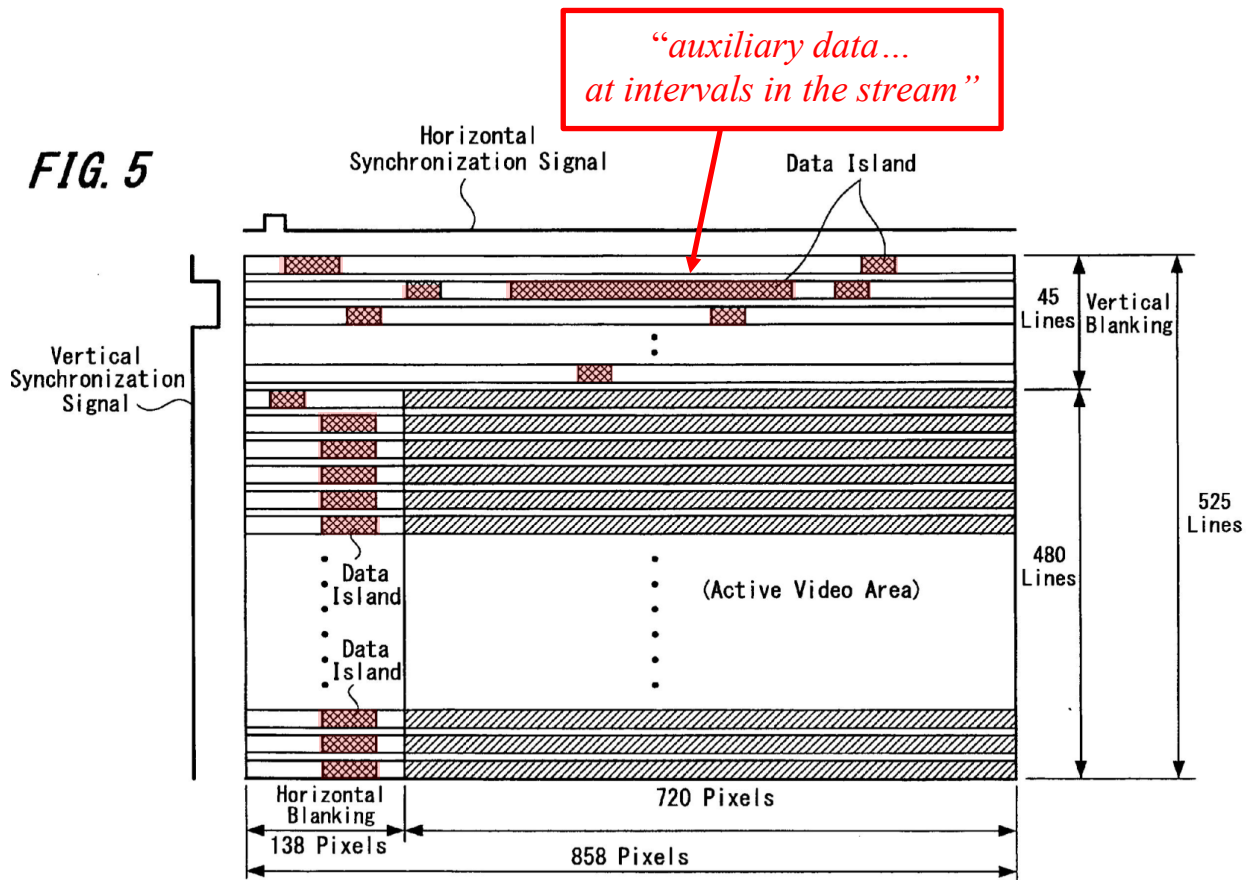 “auxiliary data…
at intervals in the stream”
FIG. 5
Horizontal
Synchronization Signal
Data Island
45
Lines
Vertical
Blanking
Vertical
Synchronization
Signal
525
Lines
480
Lines
Data
Island
(Active Video Area)
Data
Island
Horizontal
Blanking
720 Pixels
138 Pixels
858 Pixels